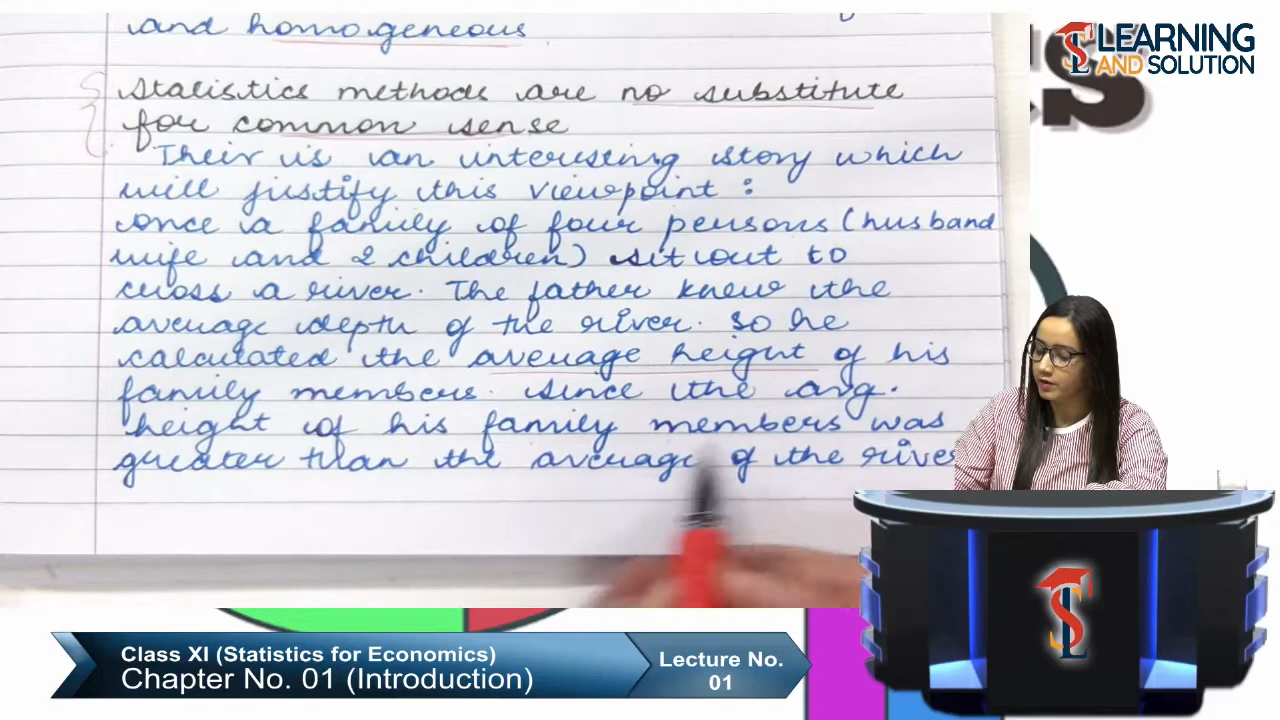 and homogeneous
LEARNING
AND SOLUTION
Statistics methods are no substitute
for common sense
Their is an interesting story which
will justify this viewpoint :
once a family of four persons (husband
wife and 2 children) sit out to
cross a river. The father knew the
average depth of the river. So he
calculated the average height of his
family members. Since the avg.
height of his family members was
greater than the average of the river
Class XI (Statistics for Economics)
Chapter No. 01 (Introduction)
Lecture No.
01